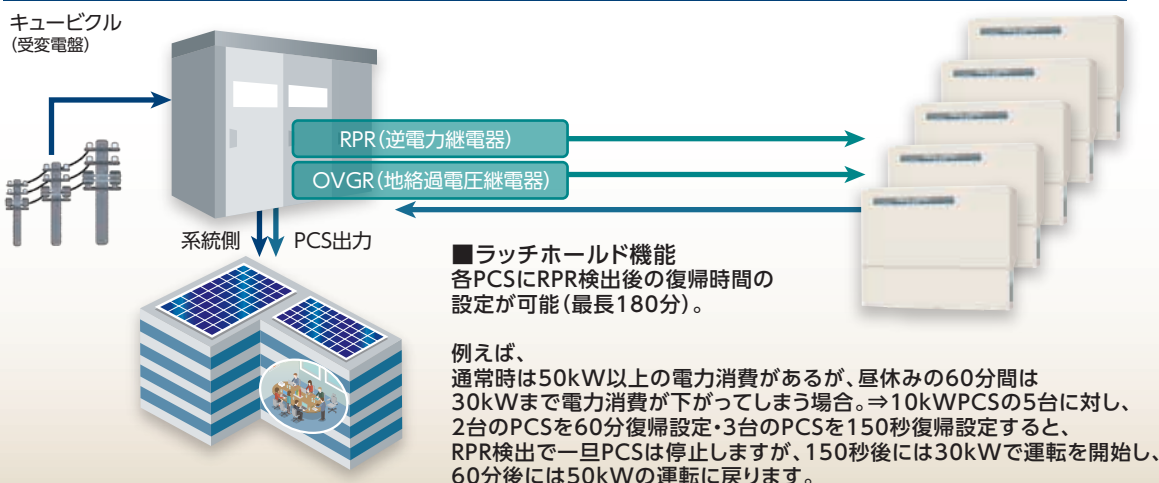 キュービクル
(受変電盤)
RPR(逆電力継電器)
OVGR(地絡過電圧継電器)
系統側
PCS出力
■ラッチホールド機能
各PCSにRPR検出後の復帰時間の
設定が可能(最長180分)。
例えば、
通常時は50kW以上の電力消費があるが、昼休みの60分間は
30kWまで電力消費が下がってしまう場合。⇒10kWPCSの5台に対し、
2台のPCSを60分復帰設定・3台のPCSを150秒復帰設定すると、
RPR検出で一旦PCSは停止しますが、150秒後には30kWで運転を開始し、
60分後には50kWの運転に戻ります。